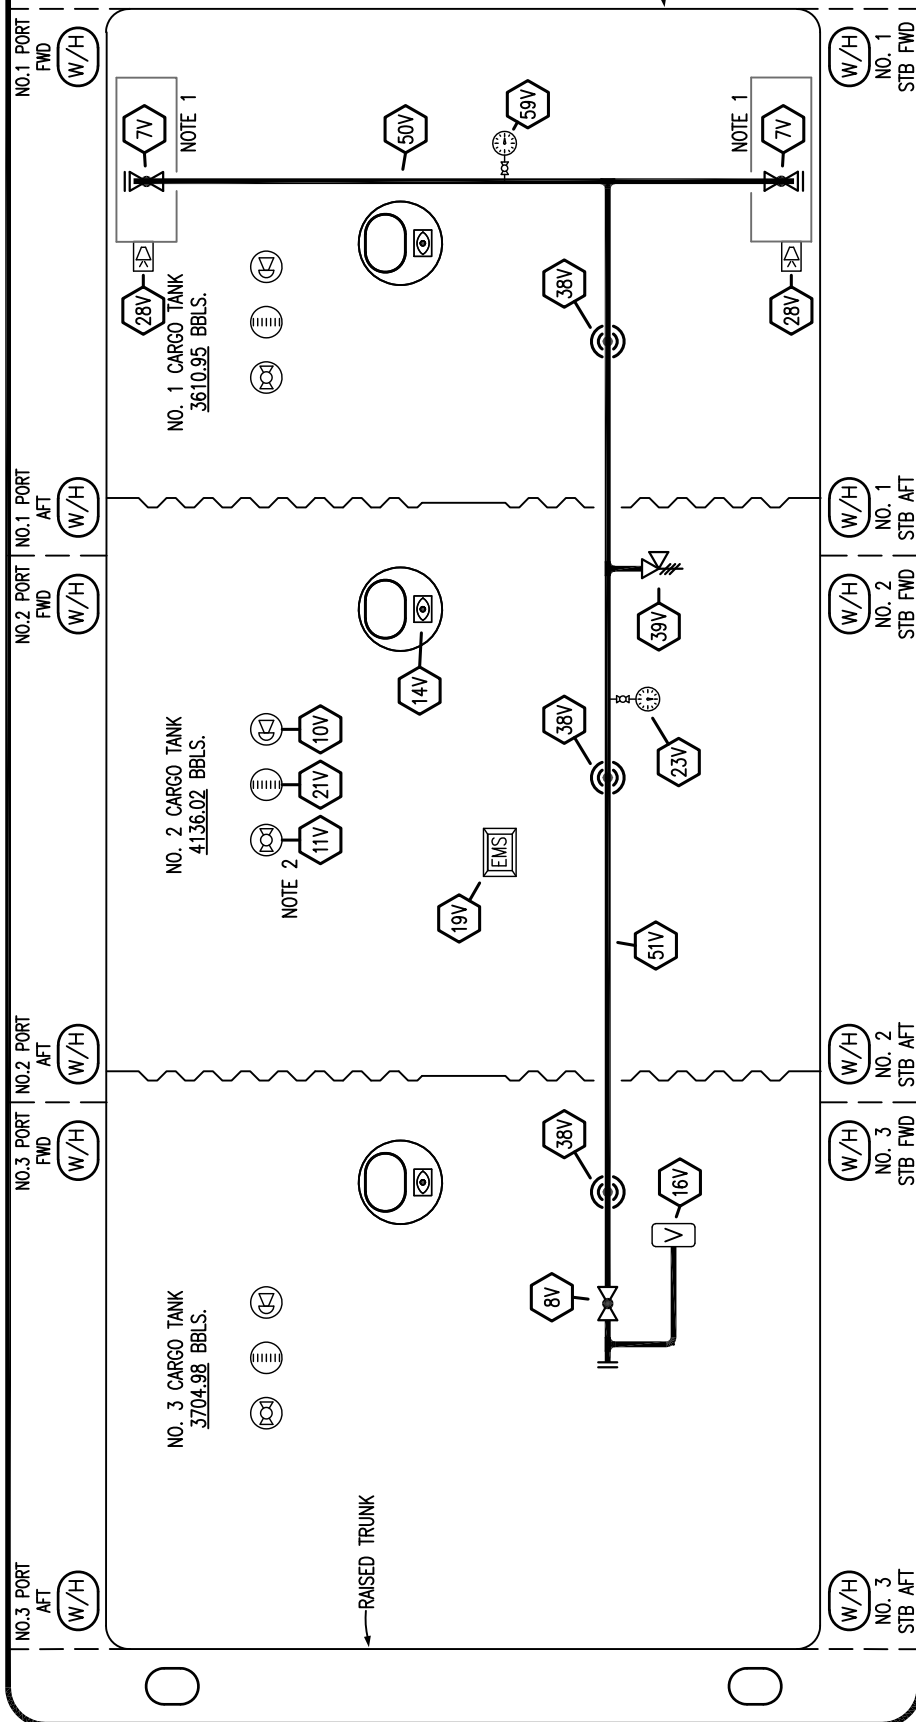 NO.1 PORT
FWD
W/H
NO.1 PORT
AFT
W/H
NO.2 PORT
FWD
W/H
NO.2 PORT
AFT
W/H
NO.3 PORT
FWD
W/H
NO.3 PORT
AFT
W/H
7V
NOTE 1
28V
NO. 1 CARGO TANK
3610.95 BBLS.
50V
59V
38V
7V
NOTE 1
28V
NO. 2 CARGO TANK
4136.02 BBLS.
10V
21V
11V
NOTE 2
14V
19V
EMS
39V
38V
23V
51V
NO. 3 CARGO TANK
3704.98 BBLS.
38V
16V
V
8V
RAISED TRUNK
W/H
NO. 1
STB FWD
W/H
NO. 1
STB AFT
W/H
NO. 2
STB FWD
W/H
NO. 2
STB AFT
W/H
NO. 3
STB FWD
W/H
NO. 3
STB AFT